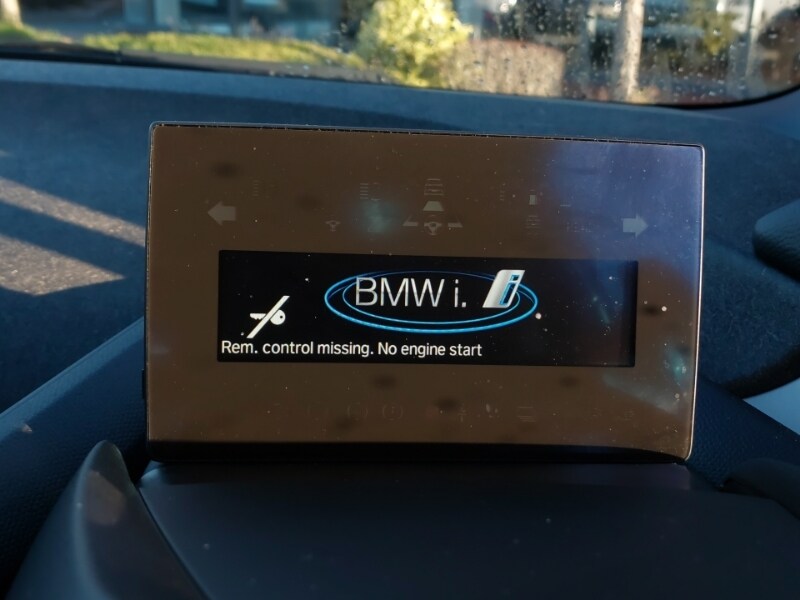 BMW i.
Rem. control missing. No engine start